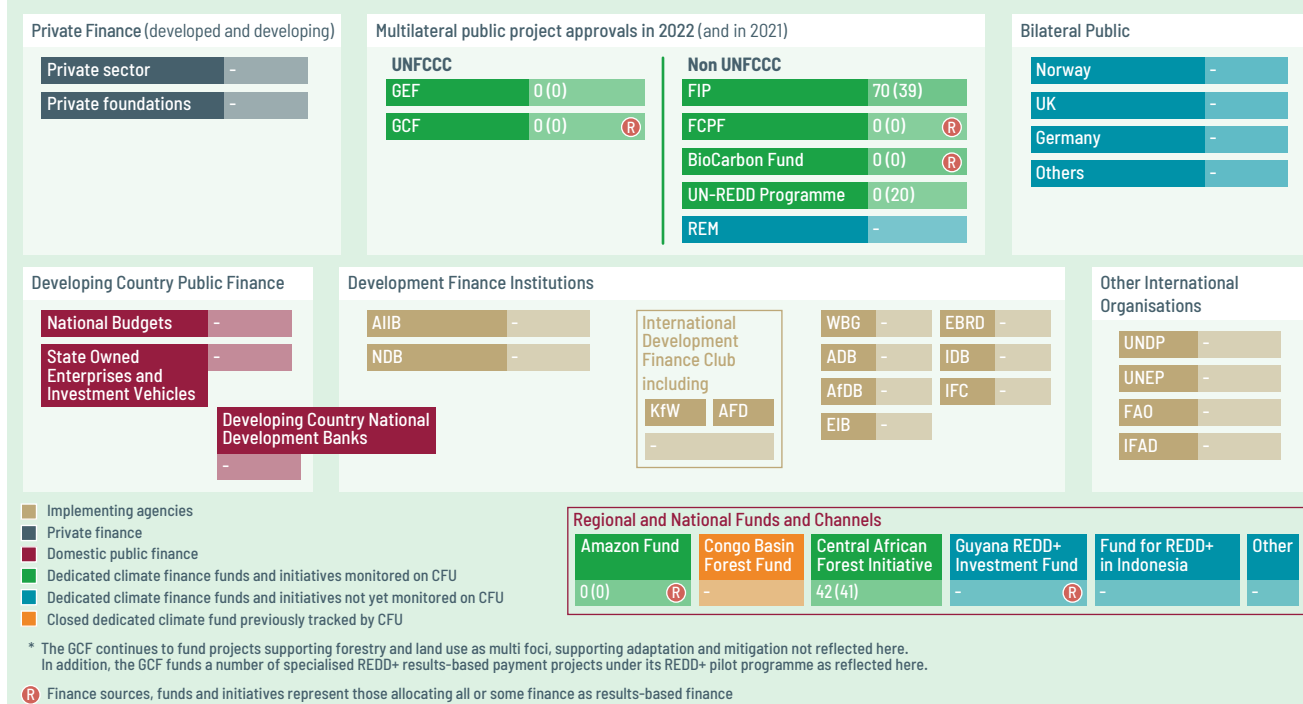 Private Finance (developed and developing)
Private sector -
Private foundations -
Multilateral public project approvals in 2022 (and in 2021)
UNFCCC
GEF 0 (0)
GCF 0 (0) R
Non UNFCCC
FIP 70 (39)
FCPF 0 (0) R
BioCarbon Fund 0 (0) R
UN-REDD Programme 0 (20)
REM -
Bilateral Public
Norway -
UK -
Germany -
Others -
Developing Country Public Finance
National Budgets -
State Owned -
Enterprises and
Investment Vehicles
Developing Country National
Development Banks
-
Development Finance Institutions
AIIB -
NDB -
International
Development
Finance Club
including
KfW AFD
-
WBG -
ADB -
AfDB -
EIB -
EBRD -
IDB -
IFC -
Other International
Organisations
UNDP -
UNEP -
FAO -
IFAD -
Implementing agencies
Private finance
Domestic public finance
Dedicated climate finance funds and initiatives monitored on CFU
Dedicated climate finance funds and initiatives not yet monitored on CFU
Closed dedicated climate fund previously tracked by CFU
Regional and National Funds and Channels
Amazon Fund
0 (0) R
Congo Basin
Forest Fund
-
Central African
Forest Initiative
42 (41)
Guyana REDD+
Investment Fund
- R
Fund for REDD+
in Indonesia
-
Other
-
* The GCF continues to fund projects supporting forestry and land use as multi foci, supporting adaptation and mitigation not reflected here.
In addition, the GCF funds a number of specialised REDD+ results-based payment projects under its REDD+ pilot programme as reflected here.
R Finance sources, funds and initiatives represent those allocating all or some finance as results-based finance